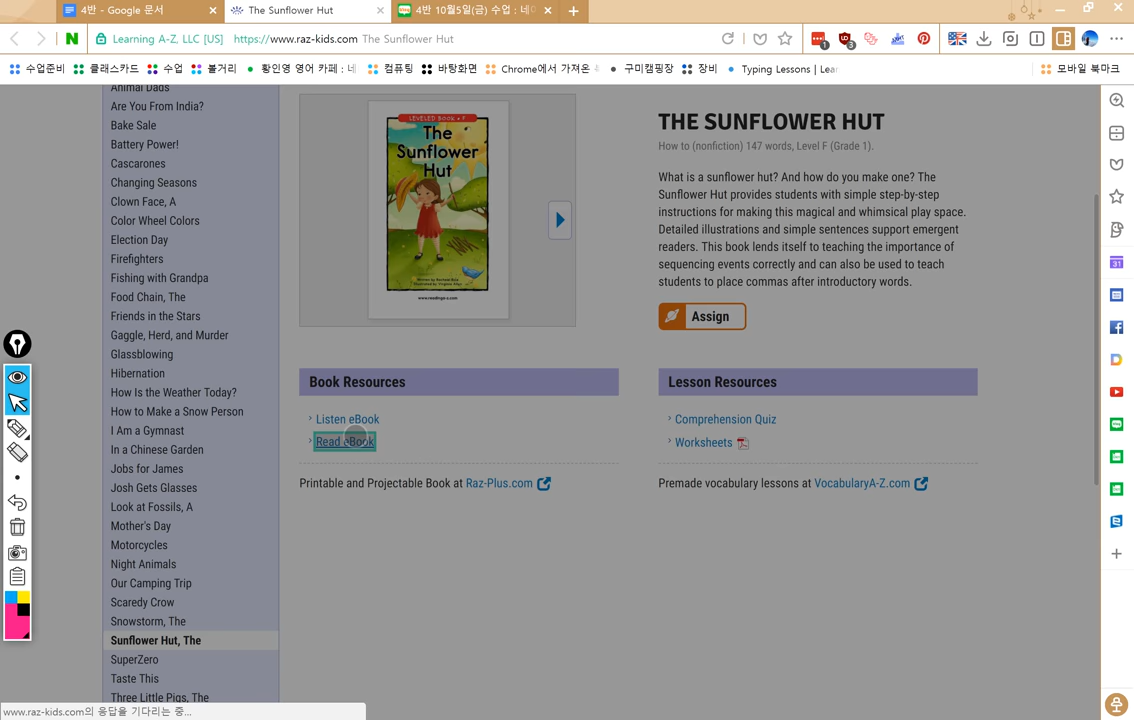 4반 - Google 문서
The Sunflower Hut
4반 10월5일(금) 수업 : 네
Learning A-Z, LLC [US] https://www.raz-kids.com The Sunflower Hut
수업준비 클래스카드 수업 볼거리 황인영 영어 카페 : 네 컴퓨팅 바탕화면 Chrome에서 가져온 구미캠핑장 장비 Typing Lessons | Lear 모바일 북마크
Animal Dads
Are You From India?
Bake Sale
Battery Power!
Cascarones
Changing Seasons
Clown Face, A
Color Wheel Colors
Election Day
Firefighters
Fishing with Grandpa
Food Chain, The
Friends in the Stars
Gaggle, Herd, and Murder
Glassblowing
Hibernation
How Is the Weather Today?
How to Make a Snow Person
I Am a Gymnast
In a Chinese Garden
Jobs for James
Josh Gets Glasses
Look at Fossils, A
Mother's Day
Motorcycles
Night Animals
Our Camping Trip
Scaredy Crow
Snowstorm, The
Sunflower Hut, The
SuperZero
Taste This
Three Little Pigs, The
LEVELED BOOK • F
The
Sunflower
Hut
www.readinga-z.com
THE SUNFLOWER HUT
How to (nonfiction) 147 words, Level F (Grade 1).
What is a sunflower hut? And how do you make one? The
Sunflower Hut provides students with simple step-by-step
instructions for making this magical and whimsical play space.
Detailed illustrations and simple sentences support emergent
readers. This book lends itself to teaching the importance of
sequencing events correctly and can also be used to teach
students to place commas after introductory words.
Assign
Book Resources
Listen eBook
Read eBook
Printable and Projectable Book at Raz-Plus.com
Lesson Resources
Comprehension Quiz
Worksheets
Premade vocabulary lessons at VocabularyA-Z.com
www.raz-kids.com의 응답을 기다리는 중...